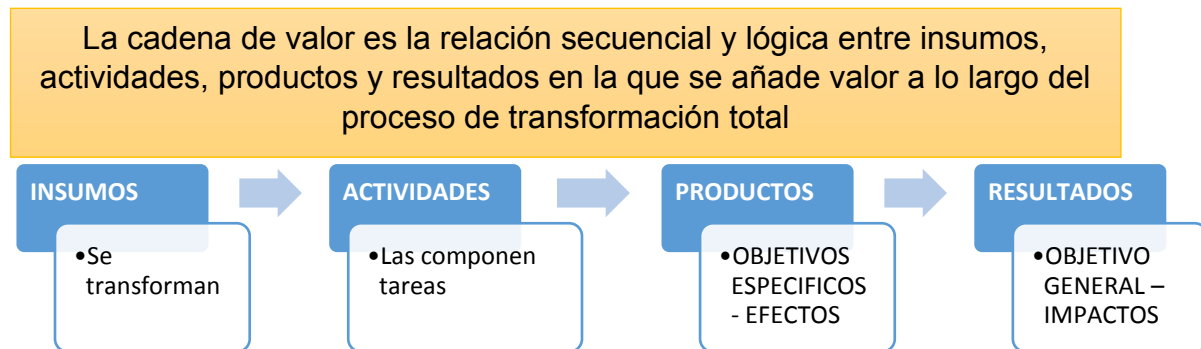 La cadena de valor es la relación secuencial y lógica entre insumos,
actividades, productos y resultados en la que se añade valor a lo largo del
proceso de transformación total
INSUMOS
•Se
transforman
ACTIVIDADES
•Las componen
tareas
PRODUCTOS
•OBJETIVOS
ESPECIFICOS
- EFECTOS
RESULTADOS
•OBJETIVO
GENERAL –
IMPACTOS